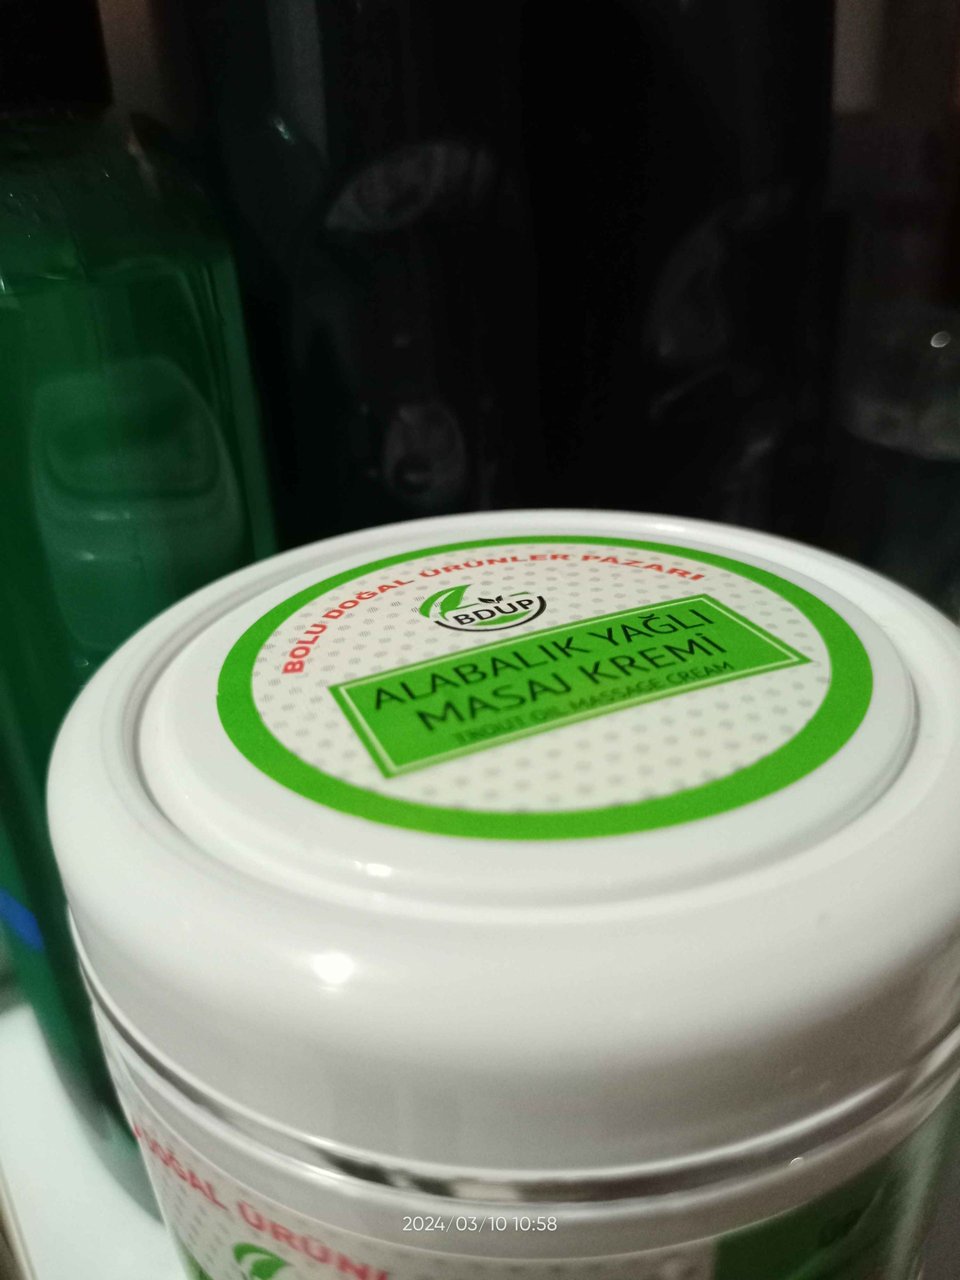 BOLU DOĞAL ÜRÜNLER PAZARI
BDUP
ALABALIK YAĞLI
MASAJ KREMİ
TROUT OIL MASSAGE CREAM
DOĞAL ÜRÜN
2024/03/10 10:58